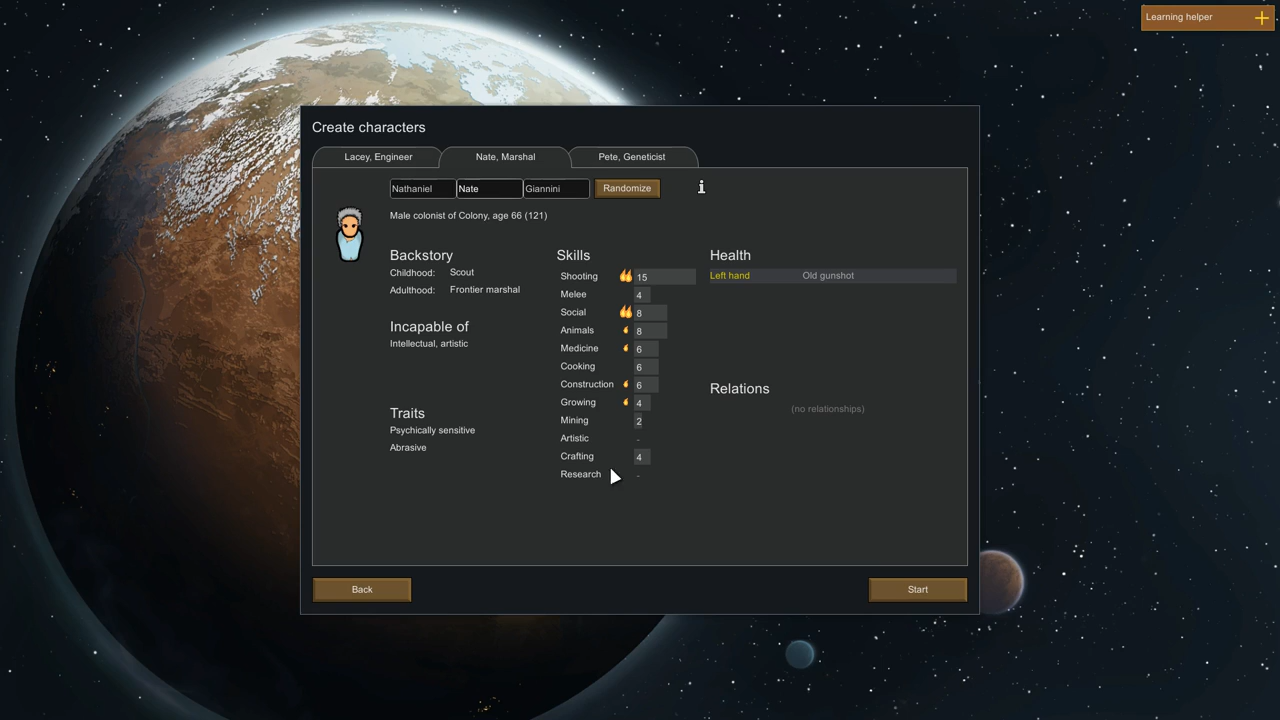 Learning helper
Create characters
Lacey, Engineer
Nate, Marshal
Pete, Geneticist
Nathaniel Nate Giannini Randomize
Male colonist of Colony, age 66 (121)
Backstory
Childhood: Scout
Adulthood: Frontier marshal
Incapable of
Intellectual, artistic
Traits
Psychically sensitive
Abrasive
Skills
Shooting 15
Melee 4
Social 8
Animals 8
Medicine 6
Cooking 6
Construction 6
Growing 4
Mining 2
Artistic -
Crafting 4
Research -
Health
Left hand Old gunshot
Relations
(no relationships)
Back
Start